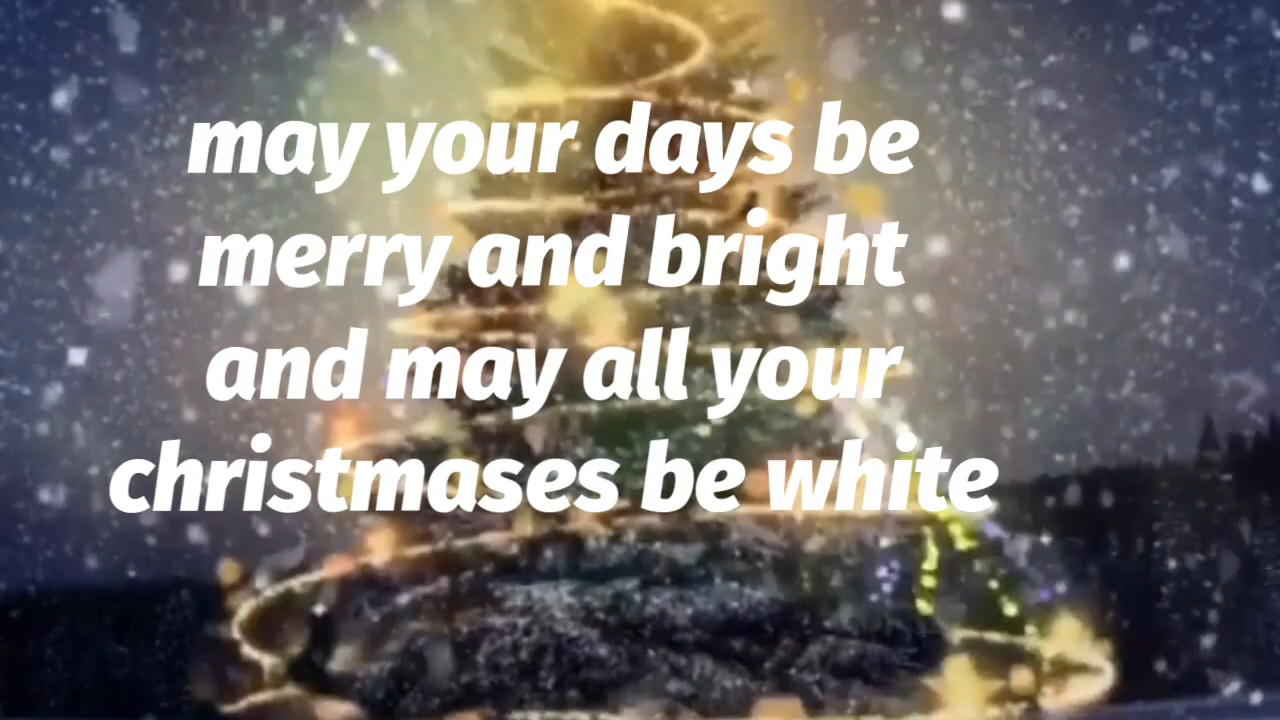 may your days be
merry and bright
and may all your
christmases be white